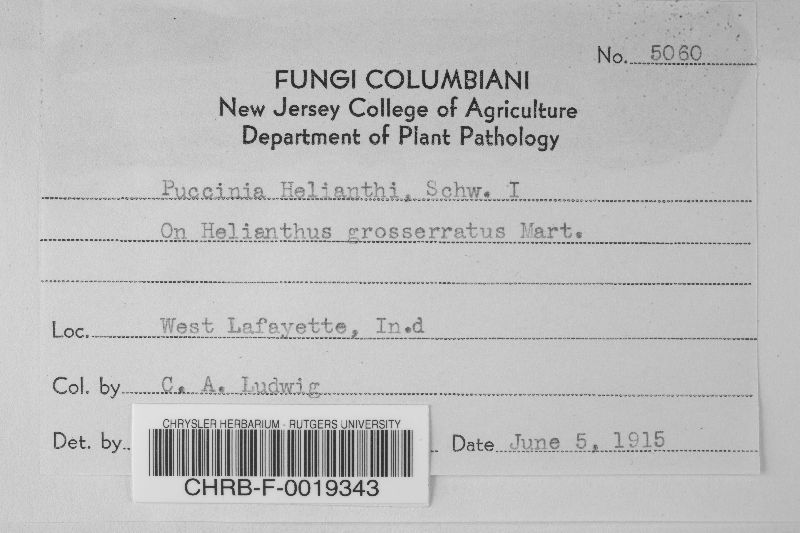 No. 5060
FUNGI COLUMBIANI
New Jersey College of Agriculture
Department of Plant Pathology
Puccinia Helianthi, Schw. I
On Helianthus grosserratus Mart.
Loc. West Lafayette, In.d
Col. by C. A. Ludwig
Det. by
Date June 5, 1915
CHRYSLER HERBARIUM - RUTGERS UNIVERSITY
CHRB-F-0019343